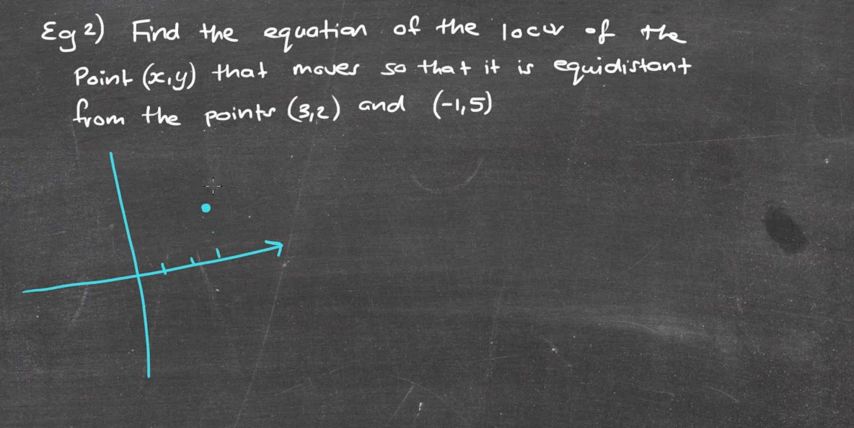 Eg 2) Find the equation of the locus of the
Point (x,y) that moves so that it is equidistant
from the points (3,2) and (-1,5)